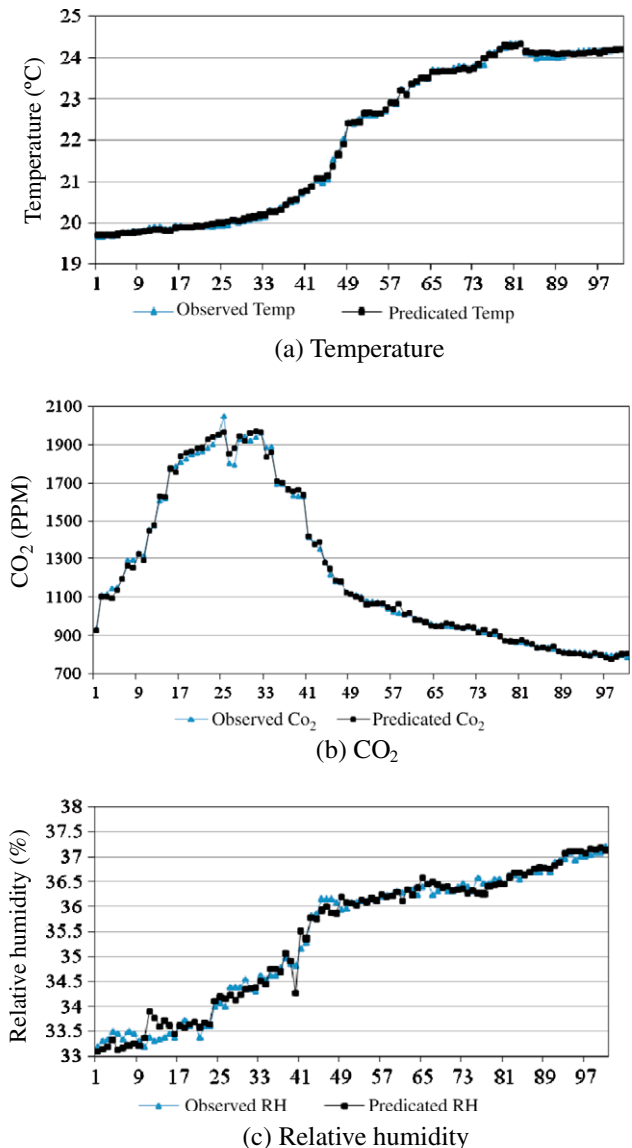 25
24
23
22
21
20
19
Temperature (ºC)
1 9 17 25 33 41 49 57 65 73 81 97
Observed Temp Predicated Temp
(a) Temperature
2100
1900
1700
1500
1300
1100
900
700
CO₂ (PPM)
1 9 17 25 33 41 49 57 65 73 81 89 97
Observed Co₂ Predicated Co₂
(b) CO₂
38
37.5
37
36.5
36
35.5
35
34.5
34
33.5
33
Relative humidity (%)
1 9 17 25 33 41 49 57 65 73 81 89 97
Observed RH Predicated RH
(c) Relative humidity